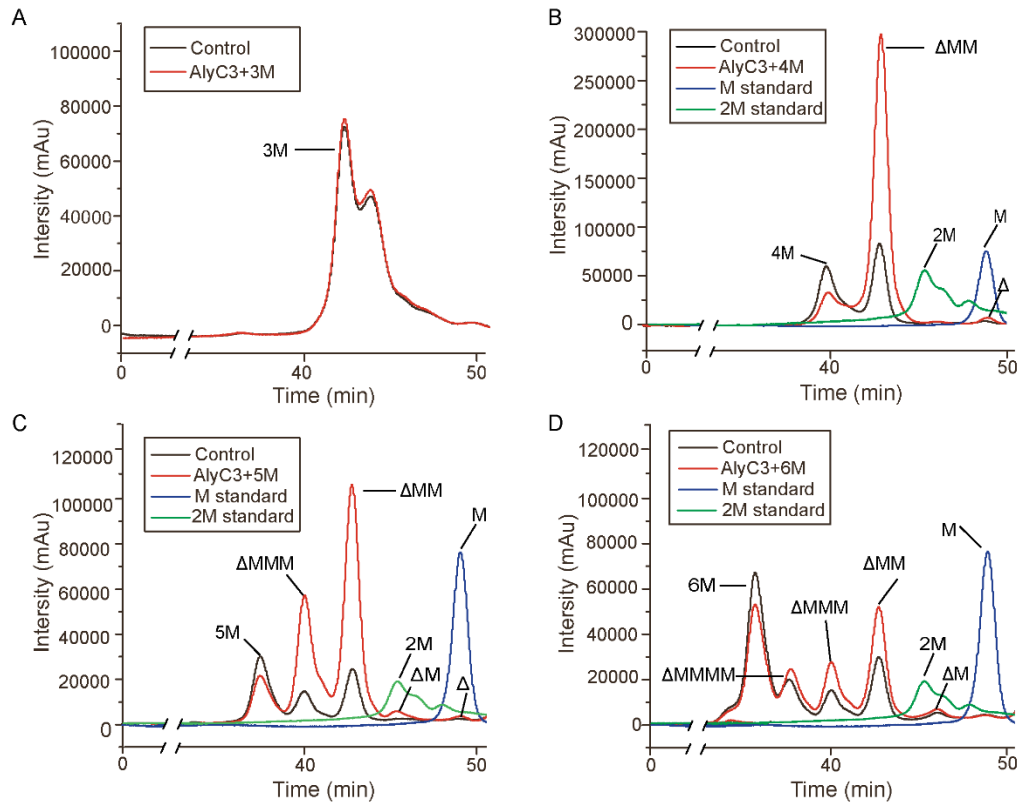 A
Control
AlyC3+3M
Intersity (mAu)
100000
80000
60000
40000
20000
0
3M
0
40
50
Time (min)
B
Control
AlyC3+4M
M standard
2M standard
Intersity (mAu)
300000
250000
200000
150000
100000
50000
0
ΔMM
4M
2M
M
Δ
0
40
50
Time (min)
C
Control
AlyC3+5M
M standard
2M standard
Intersity (mAu)
120000
100000
80000
60000
40000
20000
0
ΔMM
M
ΔMMM
5M
2M
ΔM
Δ
0
40
50
Time (min)
D
Control
AlyC3+6M
M standard
2M standard
Intersity (mAu)
120000
100000
80000
60000
40000
20000
0
M
6M
ΔMM
ΔMMM
2M
ΔMMMM
ΔM
0
40
50
Time (min)